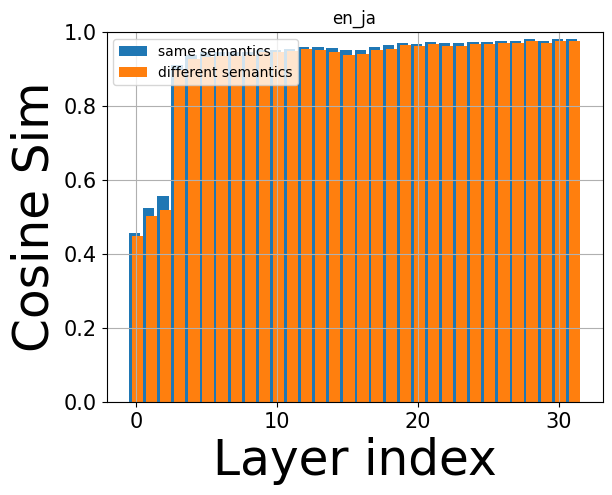 en_ja
same semantics
different semantics
1.0
0.8
0.6
0.4
0.2
0.0
Cosine Sim
0 10 20 30
Layer index